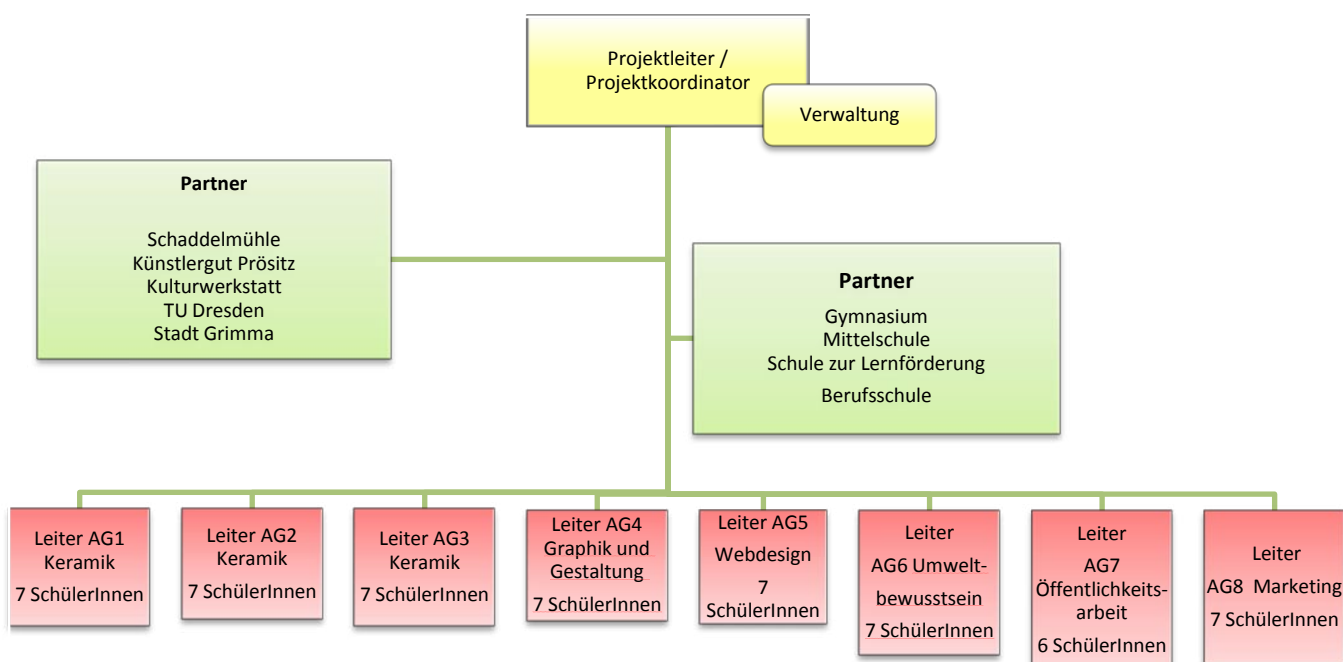 Projektleiter /
Projektkoordinator
Verwaltung
Partner
Schaddelmühle
Künstlergut Prösitz
Kulturwerkstatt
TU Dresden
Stadt Grimma
Partner
Gymnasium
Mittelschule
Schule zur Lernförderung
Berufsschule
Leiter AG1
Keramik
7 SchülerInnen
Leiter AG2
Keramik
7 SchülerInnen
Leiter AG3
Keramik
7 SchülerInnen
Leiter AG4
Graphik und
Gestaltung
7 SchülerInnen
Leiter AG5
Webdesign
7
SchülerInnen
Leiter
AG6 Umwelt-
bewusstsein
7 SchülerInnen
Leiter
AG7
Öffentlichkeits-
arbeit
6 SchülerInnen
Leiter
AG8 Marketing
7 SchülerInnen